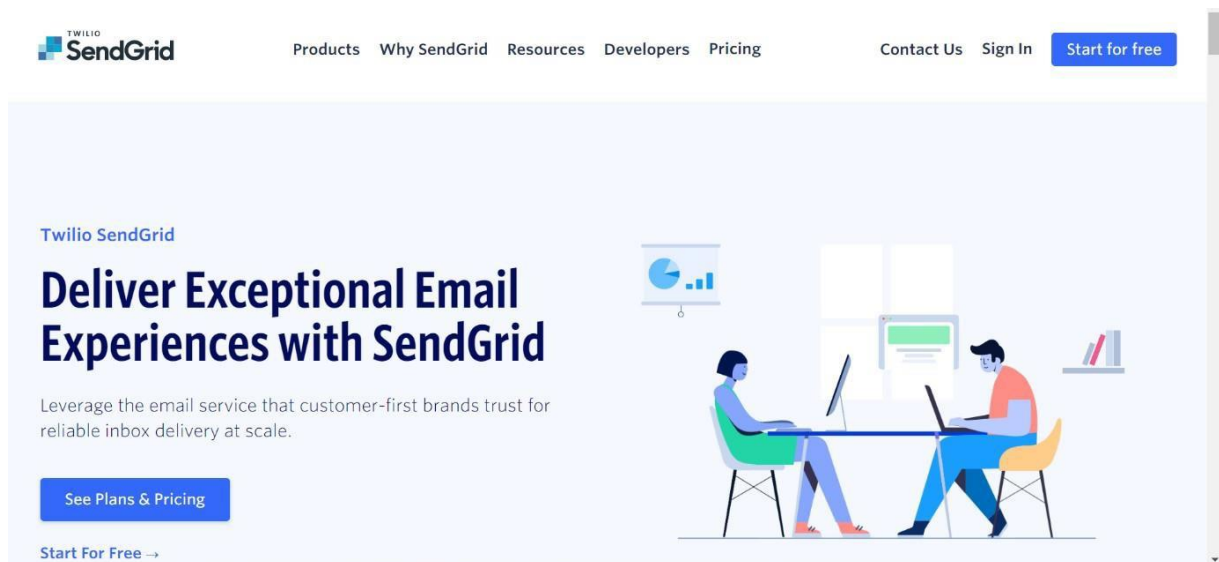 TWILIO
SendGrid
Products Why SendGrid Resources Developers Pricing Contact Us Sign In Start for free
Twilio SendGrid
Deliver Exceptional Email
Experiences with SendGrid
Leverage the email service that customer-first brands trust for
reliable inbox delivery at scale.
See Plans & Pricing
Start For Free →